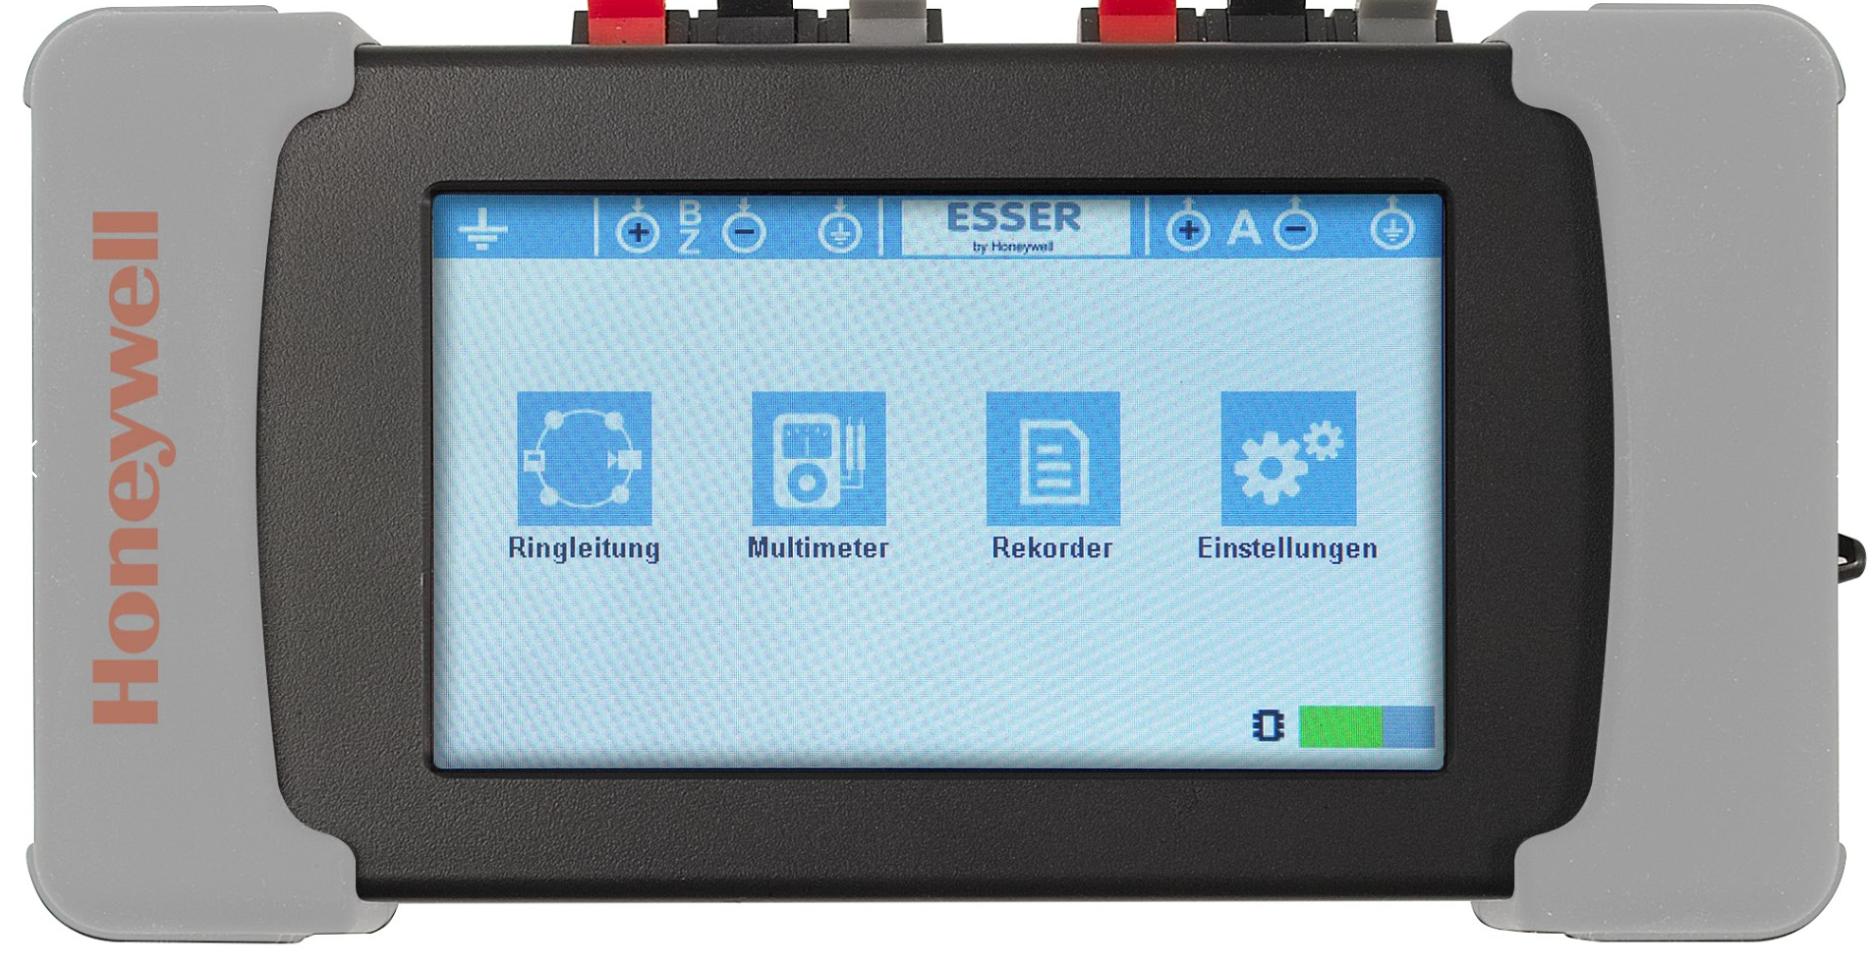 Honeywell
B
Z
ESSER
by Honeywell
A
Ringleitung
Multimeter
Rekorder
Einstellungen